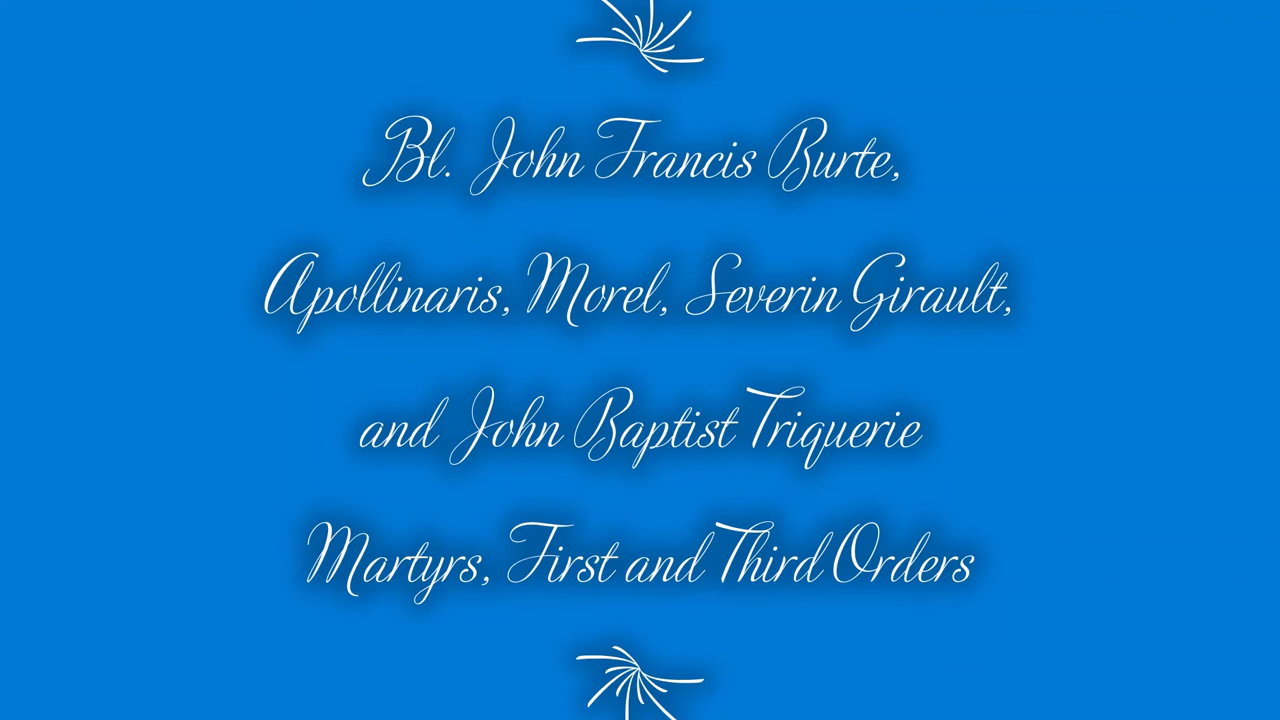 Bl. John Francis Burte,
Apollinaris, Morel, Severin Girault,
and John Baptist Triquerie
Martyrs, First and Third Orders